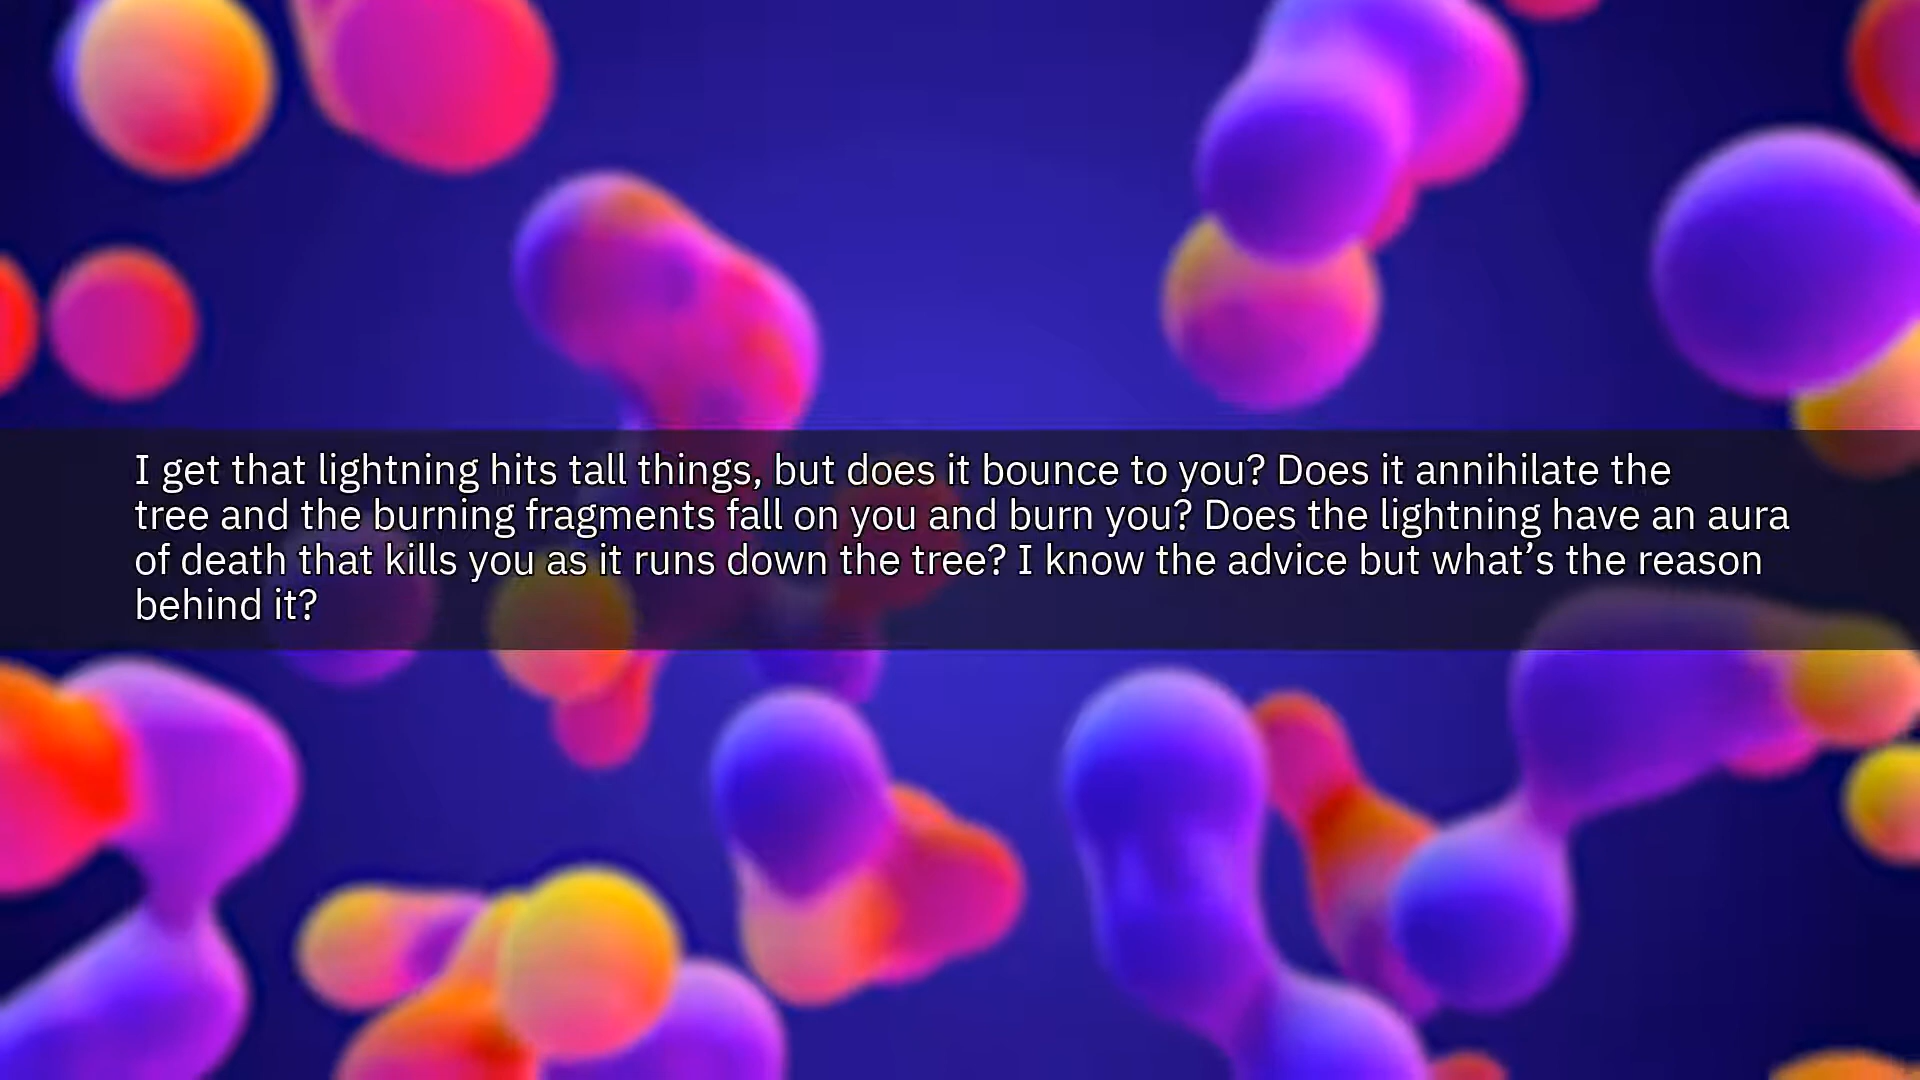 I get that lightning hits tall things, but does it bounce to you? Does it annihilate the
tree and the burning fragments fall on you and burn you? Does the lightning have an aura
of death that kills you as it runs down the tree? I know the advice but what’s the reason
behind it?